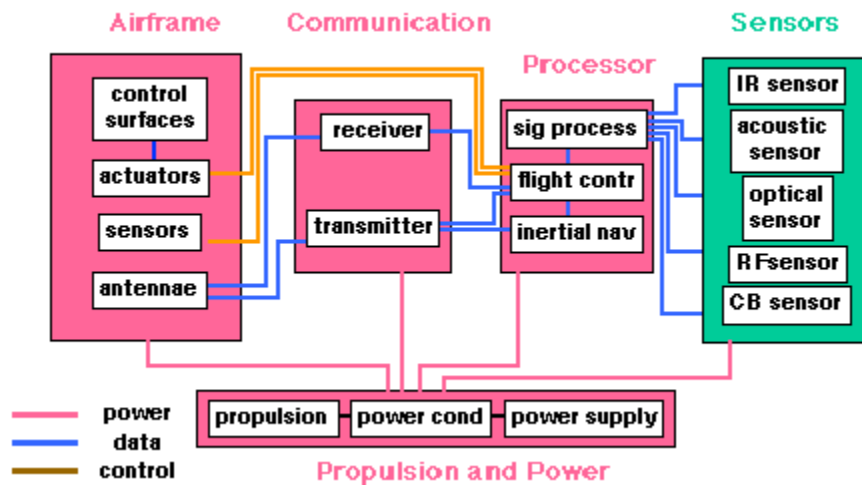 Airframe
Communication
Sensors
Processor
control
surfaces
actuators
sensors
antennae
receiver
transmitter
sig process
flight contr
inertial nav
IR sensor
acoustic
sensor
optical
sensor
RFsensor
CB sensor
propulsion
power cond
power supply
power
data
control
Propulsion and Power